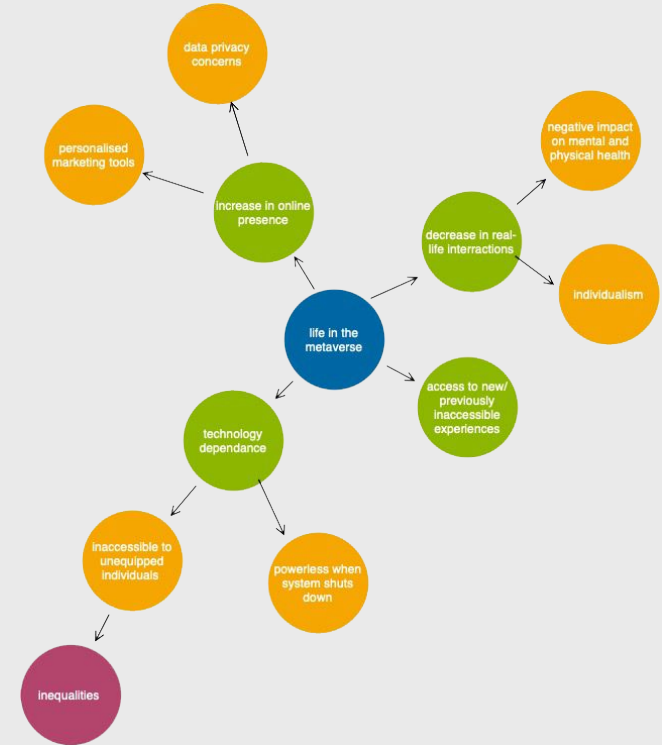 data privacy
concerns
personalised
marketing tools
negative impact
on mental and
physical health
increase in online
presence
decrease in real-
life interractions
individualism
life in the
metaverse
access to new/
previously
inaccessible
experiences
technology
dependance
inaccessible to
unequipped
individuals
powerless when
system shuts
down
inequalities